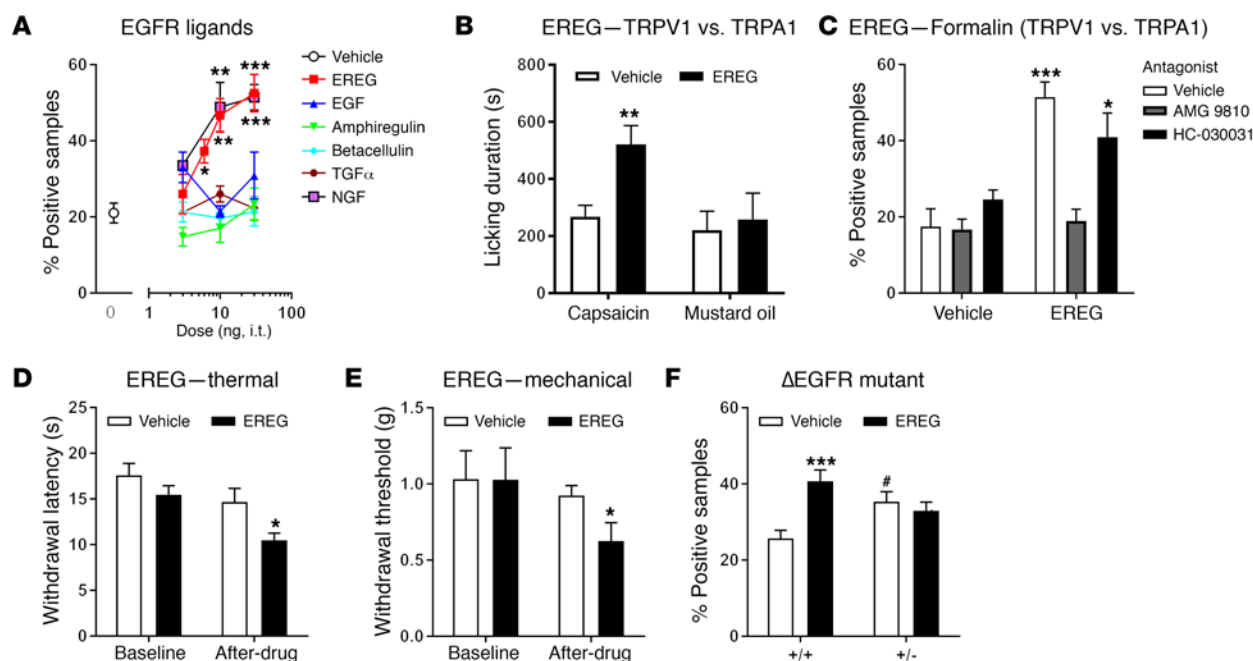 A EGFR ligands
% Positive samples
60
40
20
0
0
1
10
100
Dose (ng, i.t.)
**
***
*
**
***
Vehicle
EREG
EGF
Amphiregulin
Betacellulin
TGFα
NGF
B EREG—TRPV1 vs. TRPA1
Licking duration (s)
800
600
400
200
0
Vehicle EREG
**
Capsaicin Mustard oil
C EREG—Formalin (TRPV1 vs. TRPA1)
% Positive samples
60
40
20
0
***
*
Vehicle EREG
Antagonist
Vehicle
AMG 9810
HC-030031
D EREG—thermal
Withdrawal latency (s)
25
20
15
10
5
0
Vehicle EREG
*
Baseline After-drug
E EREG—mechanical
Withdrawal threshold (g)
1.5
1.0
0.5
0.0
Vehicle EREG
*
Baseline After-drug
F ΔEGFR mutant
% Positive samples
60
40
20
0
Vehicle EREG
***
#
+/+ +/-